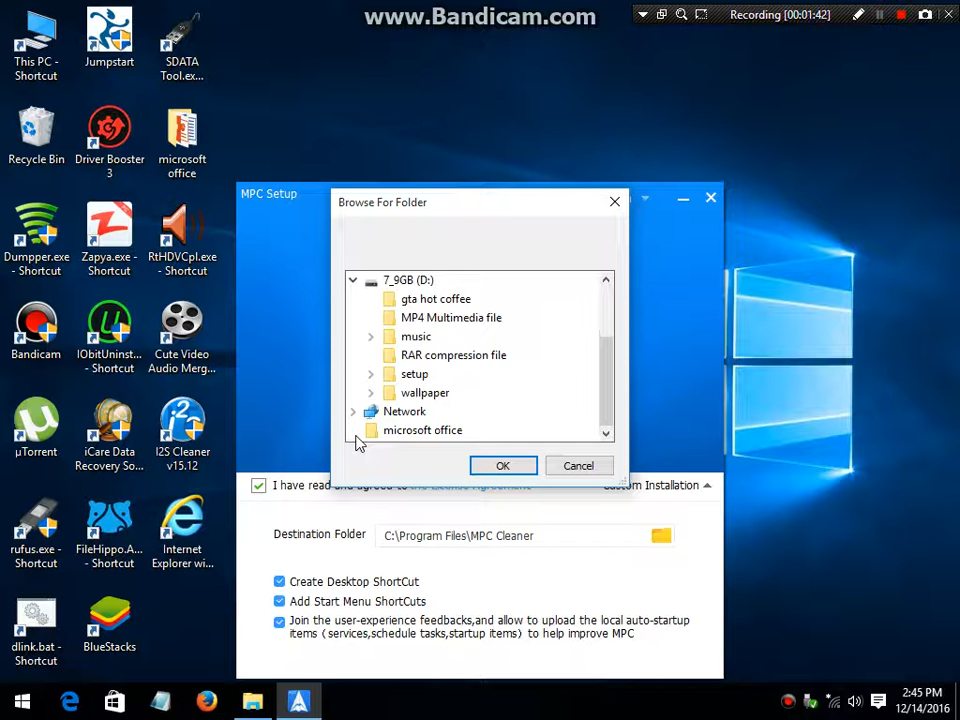 www.Bandicam.com
Recording [00:01:42]
This PC -
Shortcut
Jumpstart
SDATA
Tool.ex...
Recycle Bin
Driver Booster
3
microsoft
office
Dumpper.exe
- Shortcut
Zapya.exe -
Shortcut
RtHDVCpl.exe
- Shortcut
Bandicam
IObitUninst...
- Shortcut
Cute Video
Audio Merg...
µTorrent
iCare Data
Recovery So...
I2S Cleaner
v15.12
rufus.exe -
Shortcut
FileHippo.A...
- Shortcut
Internet
Explorer wi...
dlink.bat -
Shortcut
BlueStacks
MPC Setup
Browse For Folder
7_9GB (D:)
gta hot coffee
MP4 Multimedia file
music
RAR compression file
setup
wallpaper
Network
microsoft office
OK
Cancel
I have read and agreed to the License Agreement
Custom Installation
Destination Folder
C:\Program Files\MPC Cleaner
Create Desktop ShortCut
Add Start Menu ShortCuts
Join the user-experience feedbacks,and allow to upload the local auto-startup
items (services,schedule tasks,startup items) to help improve MPC
2:45 PM
12/14/2016